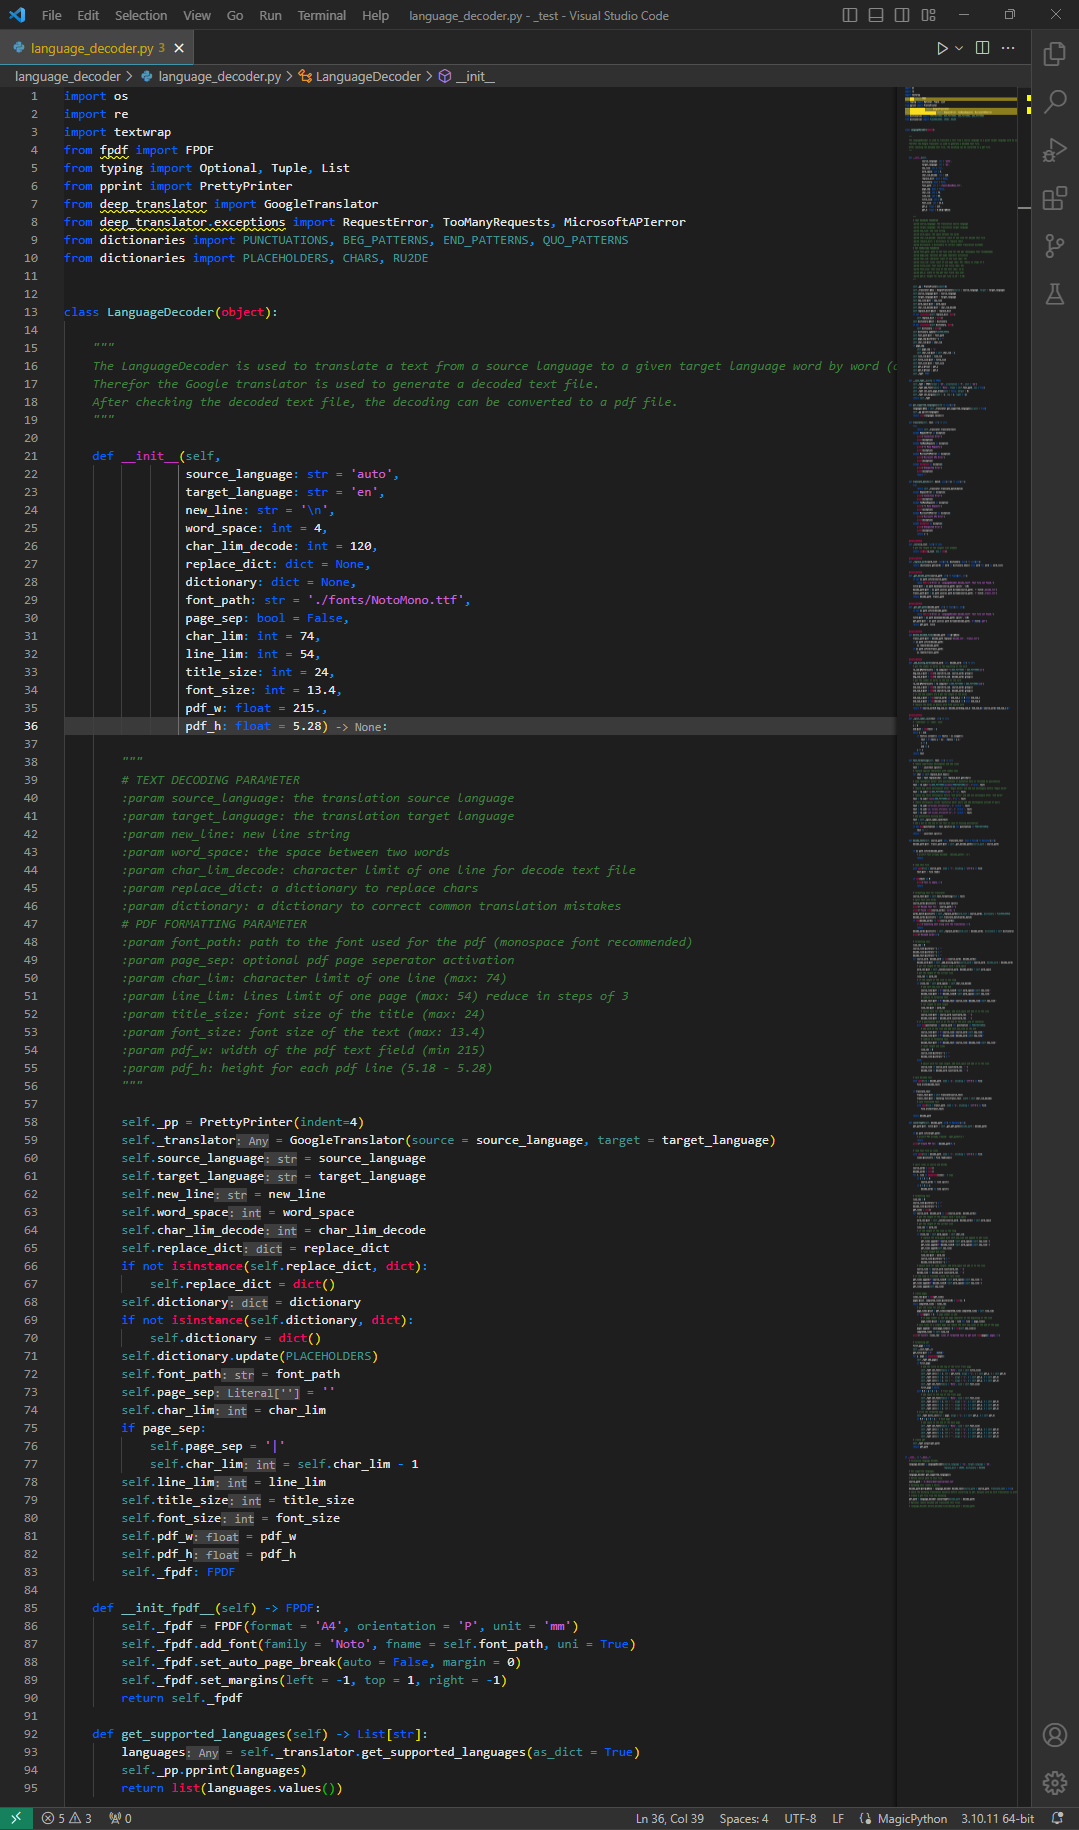 File Edit Selection View Go Run Terminal Help language_decoder.py - _test - Visual Studio Code
language_decoder.py 3
language_decoder > language_decoder.py > LanguageDecoder > __init__
1 import os
2 import re
3 import textwrap
4 from fpdf import FPDF
5 from typing import Optional, Tuple, List
6 from pprint import PrettyPrinter
7 from deep_translator import GoogleTranslator
8 from deep_translator.exceptions import RequestError, TooManyRequests, MicrosoftAPIerror
9 from dictionaries import PUNCTUATIONS, BEG_PATTERNS, END_PATTERNS, QUO_PATTERNS
10 from dictionaries import PLACEHOLDERS, CHARS, RU2DE
11
12
13 class LanguageDecoder(object):
14
15 """
16 The LanguageDecoder is used to translate a text from a source language to a given target language word by word (
17 Therefor the Google translator is used to generate a decoded text file.
18 After checking the decoded text file, the decoding can be converted to a pdf file.
19 """
20
21 def __init__(self,
22 source_language: str = 'auto',
23 target_language: str = 'en',
24 new_line: str = '\n',
25 word_space: int = 4,
26 char_lim_decode: int = 120,
27 replace_dict: dict = None,
28 dictionary: dict = None,
29 font_path: str = './fonts/NotoMono.ttf',
30 page_sep: bool = False,
31 char_lim: int = 74,
32 line_lim: int = 54,
33 title_size: int = 24,
34 font_size: int = 13.4,
35 pdf_w: float = 215.,
36 pdf_h: float = 5.28) -> None:
37
38 """
39 # TEXT DECODING PARAMETER
40 :param source_language: the translation source language
41 :param target_language: the translation target language
42 :param new_line: new line string
43 :param word_space: the space between two words
44 :param char_lim_decode: character limit of one line for decode text file
45 :param replace_dict: a dictionary to replace chars
46 :param dictionary: a dictionary to correct common translation mistakes
47 # PDF FORMATTING PARAMETER
48 :param font_path: path to the font used for the pdf (monospace font recommended)
49 :param page_sep: optional pdf page seperator activation
50 :param char_lim: character limit of one line (max: 74)
51 :param line_lim: lines limit of one page (max: 54) reduce in steps of 3
52 :param title_size: font size of the title (max: 24)
53 :param font_size: font size of the text (max: 13.4)
54 :param pdf_w: width of the pdf text field (min 215)
55 :param pdf_h: height for each pdf line (5.18 - 5.28)
56 """
57
58 self._pp = PrettyPrinter(indent=4)
59 self._translator: Any = GoogleTranslator(source = source_language, target = target_language)
60 self.source_language: str = source_language
61 self.target_language: str = target_language
62 self.new_line: str = new_line
63 self.word_space: int = word_space
64 self.char_lim_decode: int = char_lim_decode
65 self.replace_dict: dict = replace_dict
66 if not isinstance(self.replace_dict, dict):
67 self.replace_dict = dict()
68 self.dictionary: dict = dictionary
69 if not isinstance(self.dictionary, dict):
70 self.dictionary = dict()
71 self.dictionary.update(PLACEHOLDERS)
72 self.font_path: str = font_path
73 self.page_sep: Literal[''] = ''
74 self.char_lim: int = char_lim
75 if page_sep:
76 self.page_sep = '|'
77 self.char_lim: int = self.char_lim - 1
78 self.line_lim: int = line_lim
79 self.title_size: int = title_size
80 self.font_size: int = font_size
81 self.pdf_w: float = pdf_w
82 self.pdf_h: float = pdf_h
83 self._fpdf: FPDF
84
85 def __init_fpdf__(self) -> FPDF:
86 self._fpdf = FPDF(format = 'A4', orientation = 'P', unit = 'mm')
87 self._fpdf.add_font(family = 'Noto', fname = self.font_path, uni = True)
88 self._fpdf.set_auto_page_break(auto = False, margin = 0)
89 self._fpdf.set_margins(left = -1, top = 1, right = -1)
90 return self._fpdf
91
92 def get_supported_languages(self) -> List[str]:
93 languages: Any = self._translator.get_supported_languages(as_dict = True)
94 self._pp.pprint(languages)
95 return list(languages.values())
5 3 0 Ln 36, Col 39 Spaces: 4 UTF-8 LF MagicPython 3.10.11 64-bit